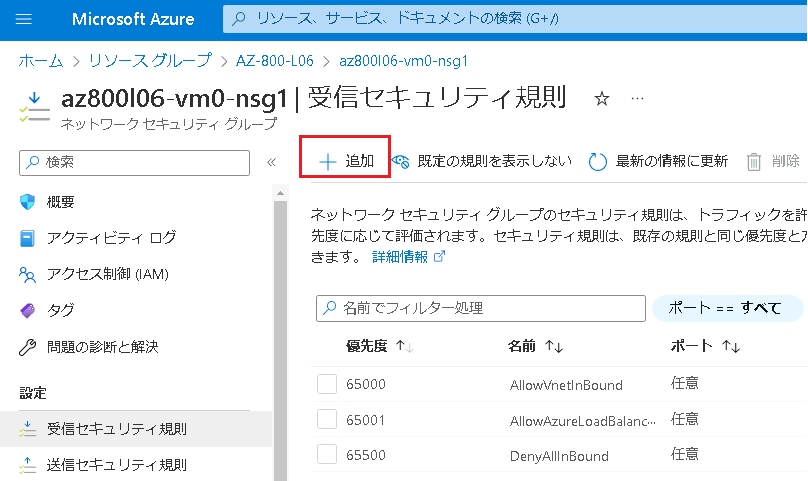 Microsoft Azure
リソース、サービス、ドキュメントの検索 (G+/)
ホーム > リソース グループ > AZ-800-L06 > az800l06-vm0-nsg1
az800l06-vm0-nsg1 | 受信セキュリティ規則 ☆ …
ネットワーク セキュリティ グループ
検索 «
概要
アクティビティ ログ
アクセス制御 (IAM)
タグ
問題の診断と解決
設定
受信セキュリティ規則
送信セキュリティ規則
+ 追加 既定の規則を表示しない 最新の情報に更新 削除
ネットワーク セキュリティ グループのセキュリティ規則は、トラフィックを許
先度に応じて評価されます。セキュリティ規則は、既存の規則と同じ優先度と
きます。 詳細情報
名前でフィルター処理 ポート == すべて
優先度 ↑↓ 名前 ↑↓ ポート ↑↓
65000 AllowVnetInBound 任意
65001 AllowAzureLoadBalanc… 任意
65500 DenyAllInBound 任意